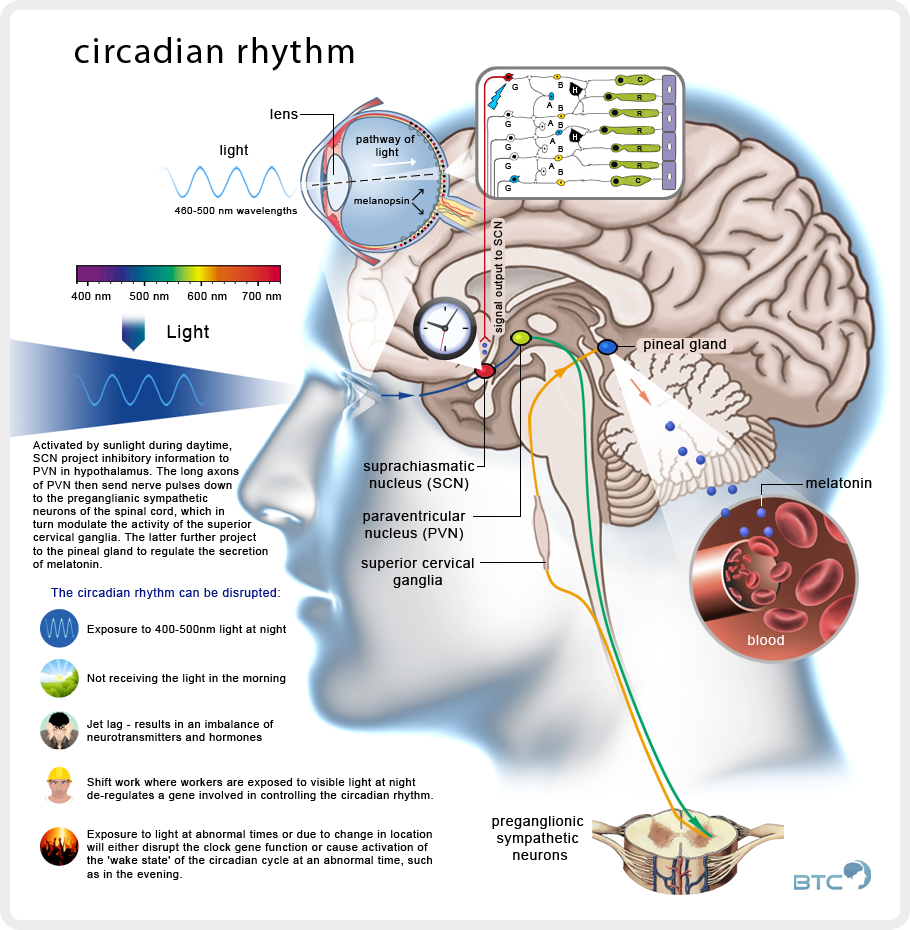 circadian rhythm
lens
light
460-500 nm wavelengths
pathway of
light
melanopsin
G
B
H
C
A
B
R
G
B
R
A
B
H
R
G
A
B
R
G
A
B
R
G
B
C
signal output to SCN
400 nm
500 nm
600 nm
700 nm
Light
pineal gland
Activated by sunlight during daytime,
SCN project inhibitory information to
PVN in hypothalamus. The long axons
of PVN then send nerve pulses down
to the preganglianic sympathetic
neurons of the spinal cord, which in
turn modulate the activity of the superior
cervical ganglia. The latter further project
to the pineal gland to regulate the secretion
of melatonin.
suprachiasmatic
nucleus (SCN)
paraventricular
nucleus (PVN)
superior cervical
ganglia
melatonin
blood
The circadian rhythm can be disrupted:
Exposure to 400-500nm light at night
Not receiving the light in the morning
Jet lag - results in an imbalance of
neurotransmitters and hormones
Shift work where workers are exposed to visible light at night
de-regulates a gene involved in controlling the circadian rhythm.
Exposure to light at abnormal times or due to change in location
will either disrupt the clock gene function or cause activation of
the 'wake state' of the circadian cycle at an abnormal time, such
as in the evening.
preganglionic
sympathetic
neurons
BTC